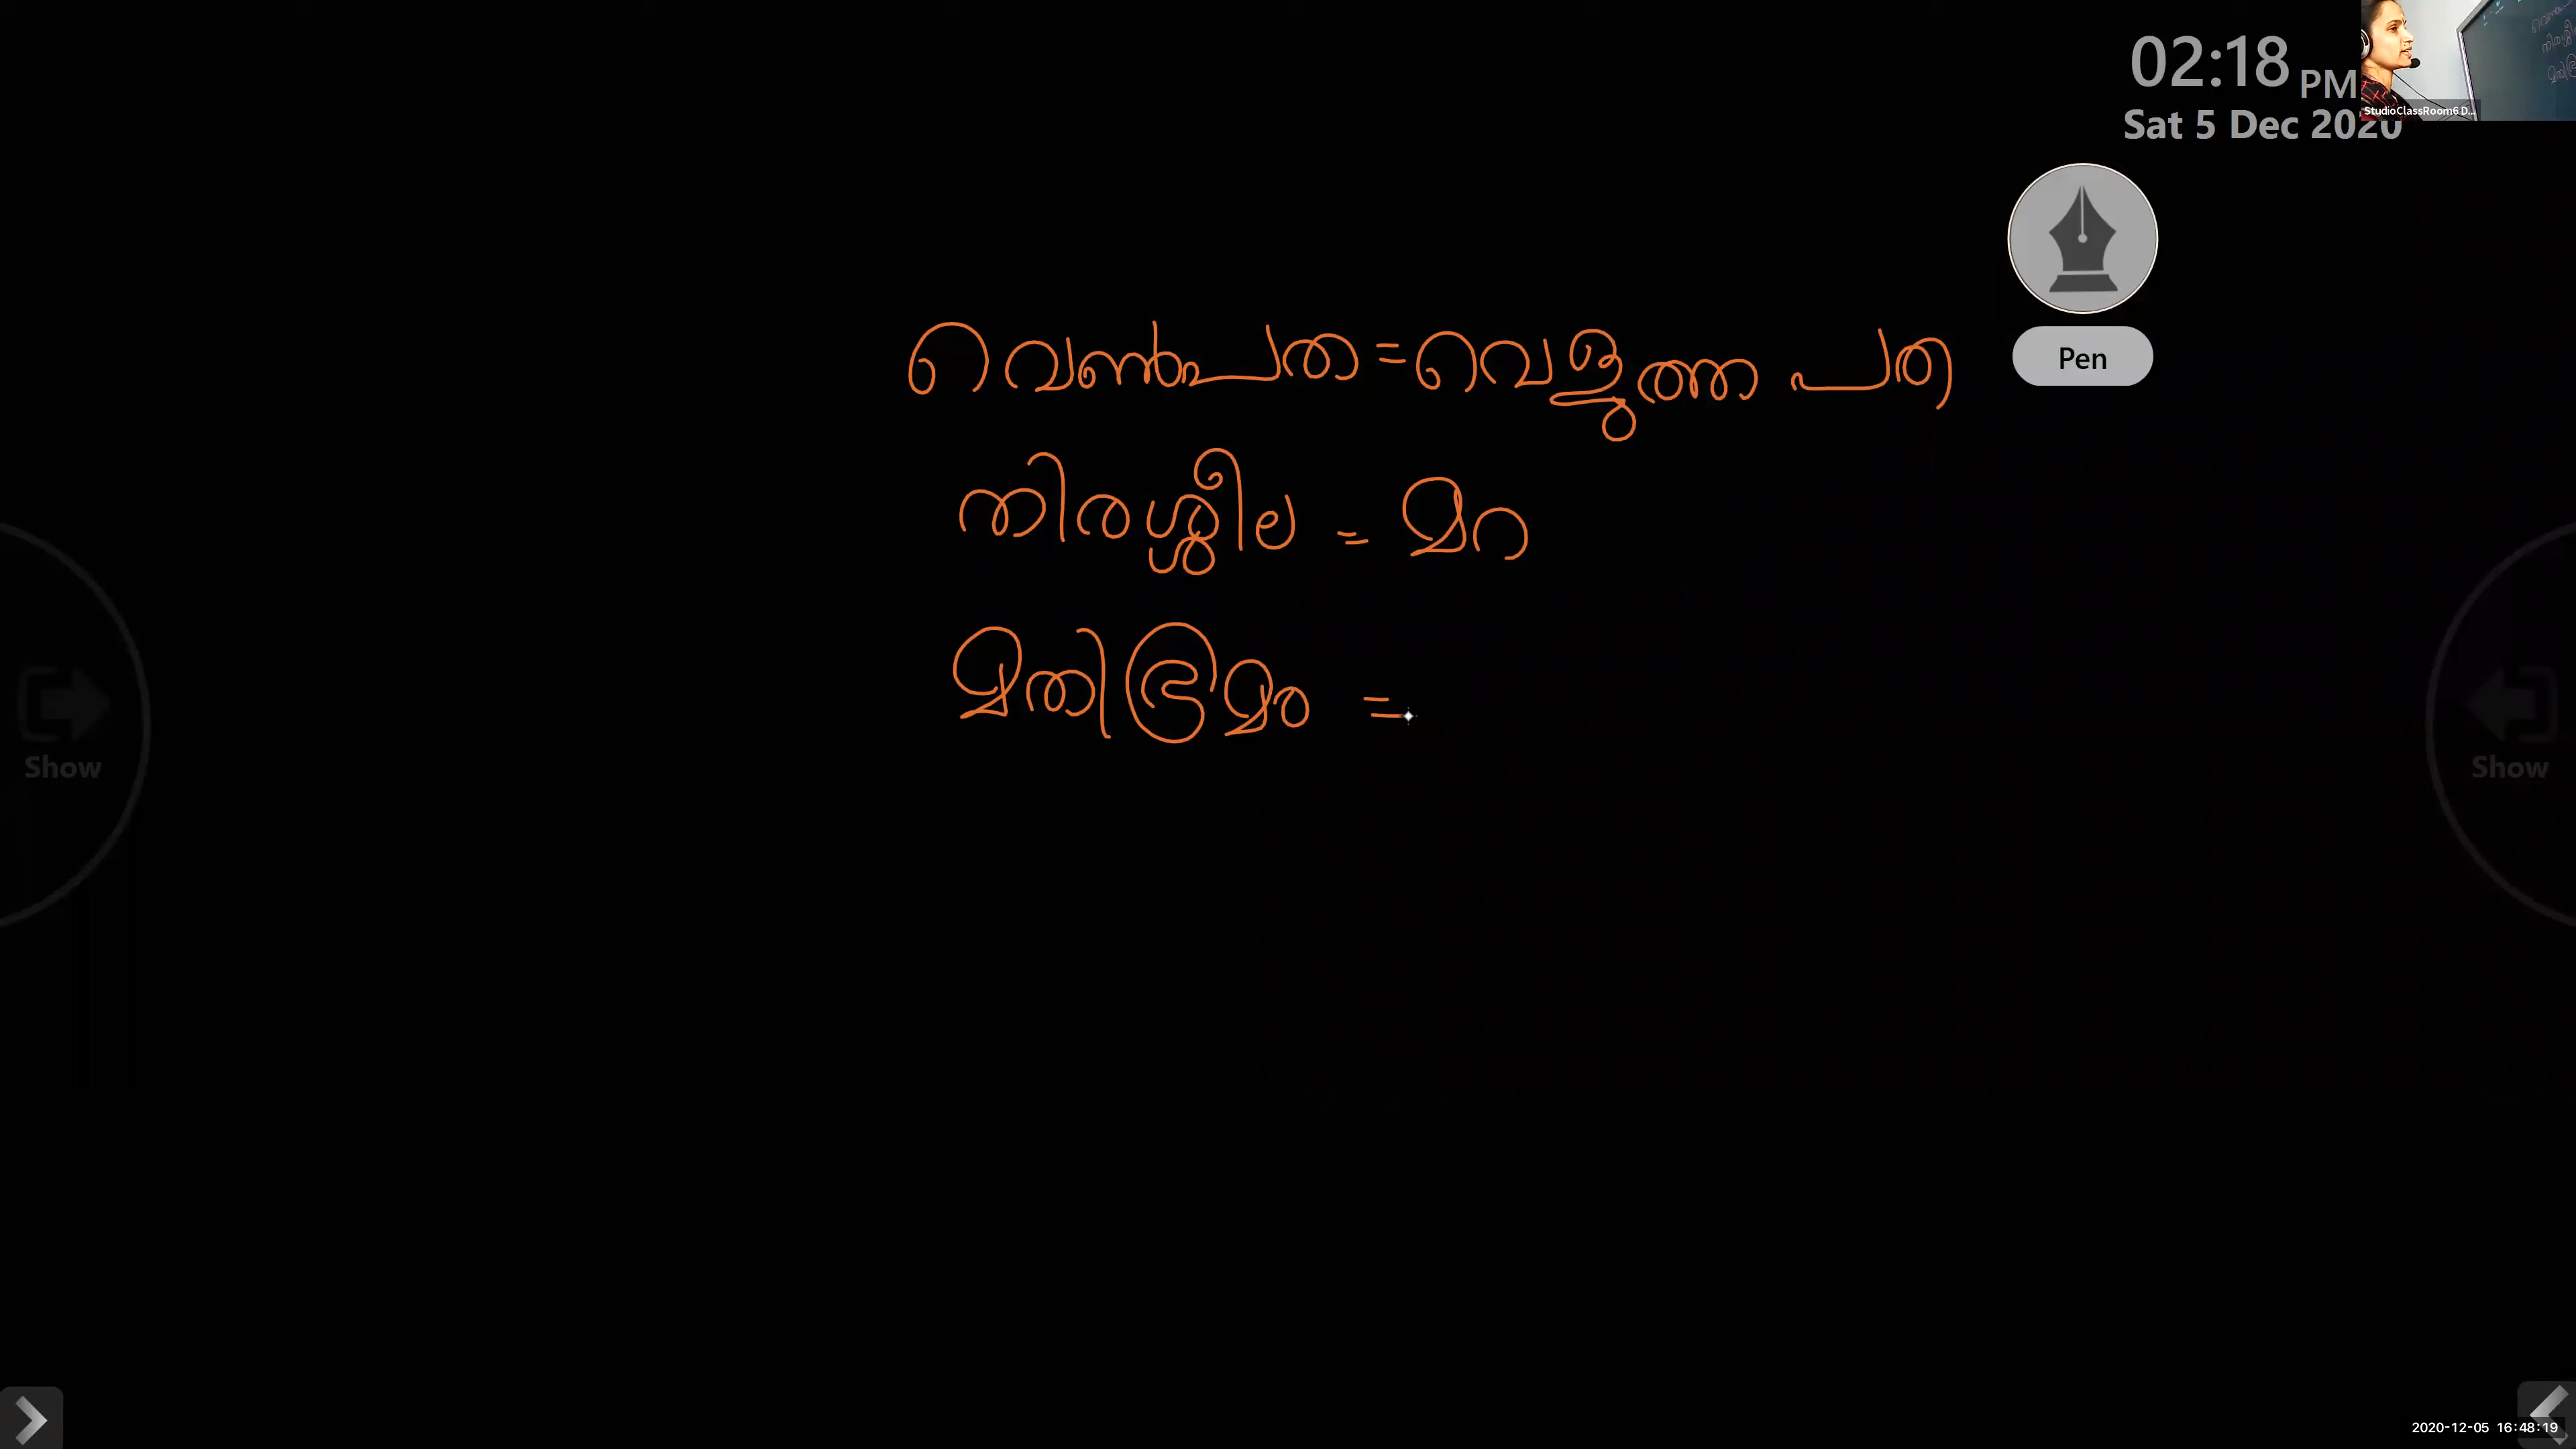 02:18 PM
Sat 5 Dec 2020
StudioClassRoom6 D...
Pen
വെൺപത = വെളുത്ത പത
തിരശ്ശീല = മറ
മതിഭ്രമം =
Show
Show
2020-12-05 16:48:19